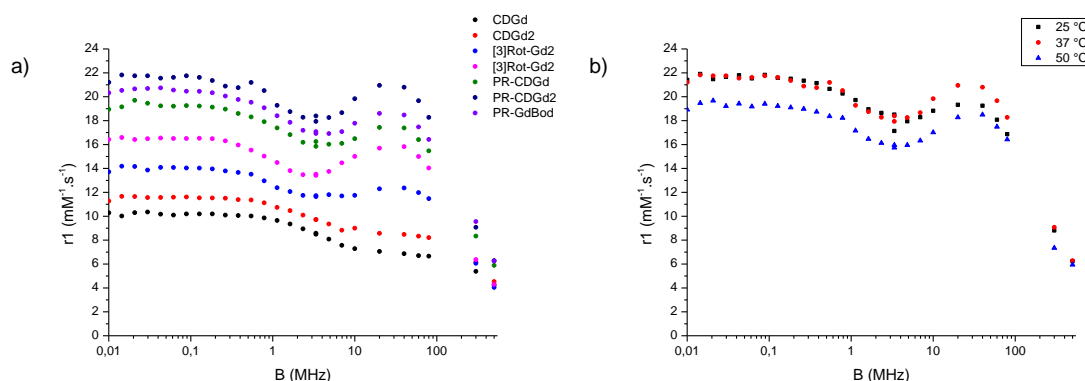 a)
24
22
20
18
16
14
12
10
8
6
4
2
0
r1 (mM⁻¹.s⁻¹)
0,01 0,1 1 10 100
B (MHz)
CDGd
CDGd2
[3]Rot-Gd2
[3]Rot-Gd2
PR-CDGd
PR-CDGd2
PR-GdBod
b)
24
22
20
18
16
14
12
10
8
6
4
2
0
r1 (mM⁻¹.s⁻¹)
0,01 0,1 1 10 100
B (MHz)
25 °C
37 °C
50 °C